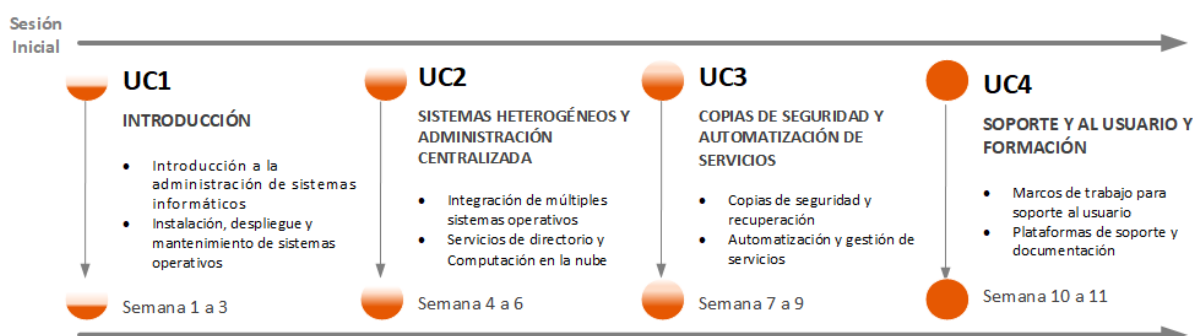 Sesión
Inicial
UC1
INTRODUCCIÓN
• Introducción a la
administración de sistemas
informáticos
• Instalación, despliegue y
mantenimiento de sistemas
operativos
Semana 1 a 3
UC2
SISTEMAS HETEROGÉNEOS Y
ADMINISTRACIÓN
CENTRALIZADA
• Integración de múltiples
sistemas operativos
• Servicios de directorio y
Computación en la nube
Semana 4 a 6
UC3
COPIAS DE SEGURIDAD Y
AUTOMATIZACIÓN DE
SERVICIOS
• Copias de seguridad y
recuperación
• Automatización y gestión de
servicios
Semana 7 a 9
UC4
SOPORTE Y AL USUARIO Y
FORMACIÓN
• Marcos de trabajo para
soporte al usuario
• Plataformas de soporte y
documentación
Semana 10 a 11